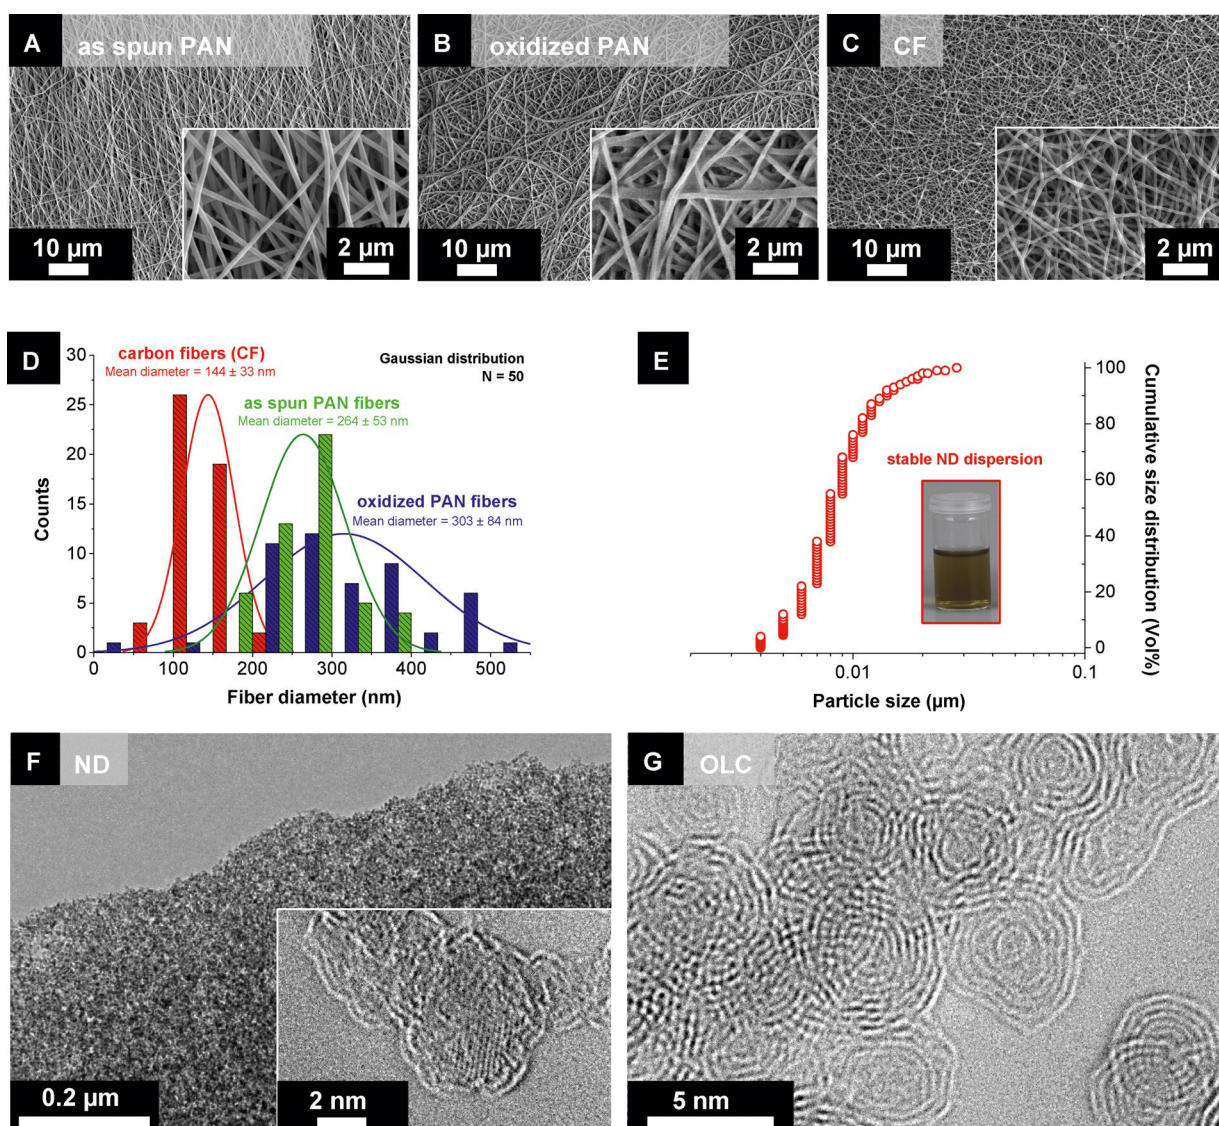 A as spun PAN
10 µm
2 µm
B oxidized PAN
10 µm
2 µm
C CF
10 µm
2 µm
D
carbon fibers (CF)
Mean diameter = 144 ± 33 nm
Gaussian distribution
N = 50
as spun PAN fibers
Mean diameter = 264 ± 53 nm
oxidized PAN fibers
Mean diameter = 303 ± 84 nm
Counts
30
25
20
15
10
5
0
0 100 200 300 400 500
Fiber diameter (nm)
E
stable ND dispersion
100
80
60
40
20
0
Cumulative size distribution (Vol%)
0.01 0.1
Particle size (µm)
F ND
0.2 µm
2 nm
G OLC
5 nm